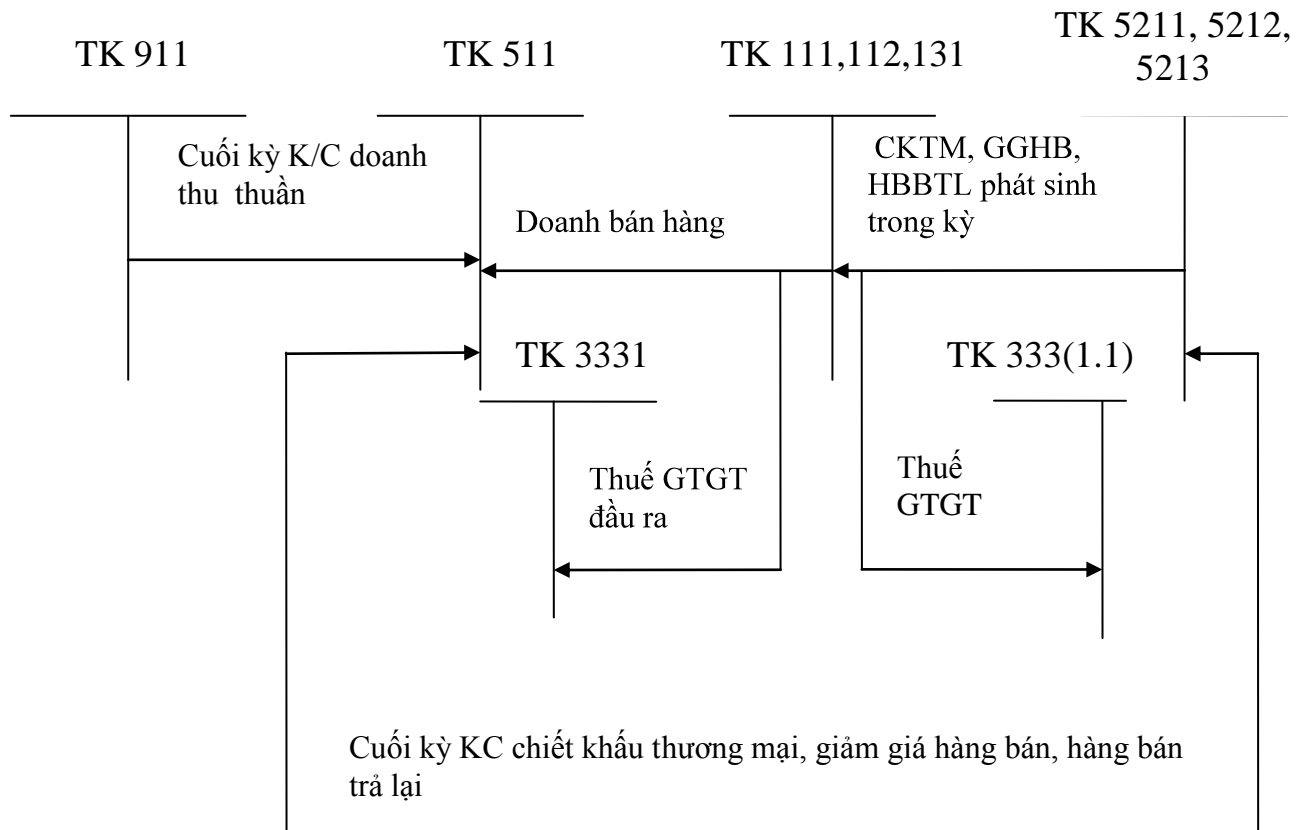 TK 911
TK 511
TK 111,112,131
TK 5211, 5212,
5213
Cuối kỳ K/C doanh
thu thuần
Doanh bán hàng
CKTM, GGHB,
HBBTL phát sinh
trong kỳ
TK 3331
TK 333(1.1)
Thuế GTGT
đầu ra
Thuế
GTGT
Cuối kỳ KC chiết khấu thương mại, giảm giá hàng bán, hàng bán
trả lại